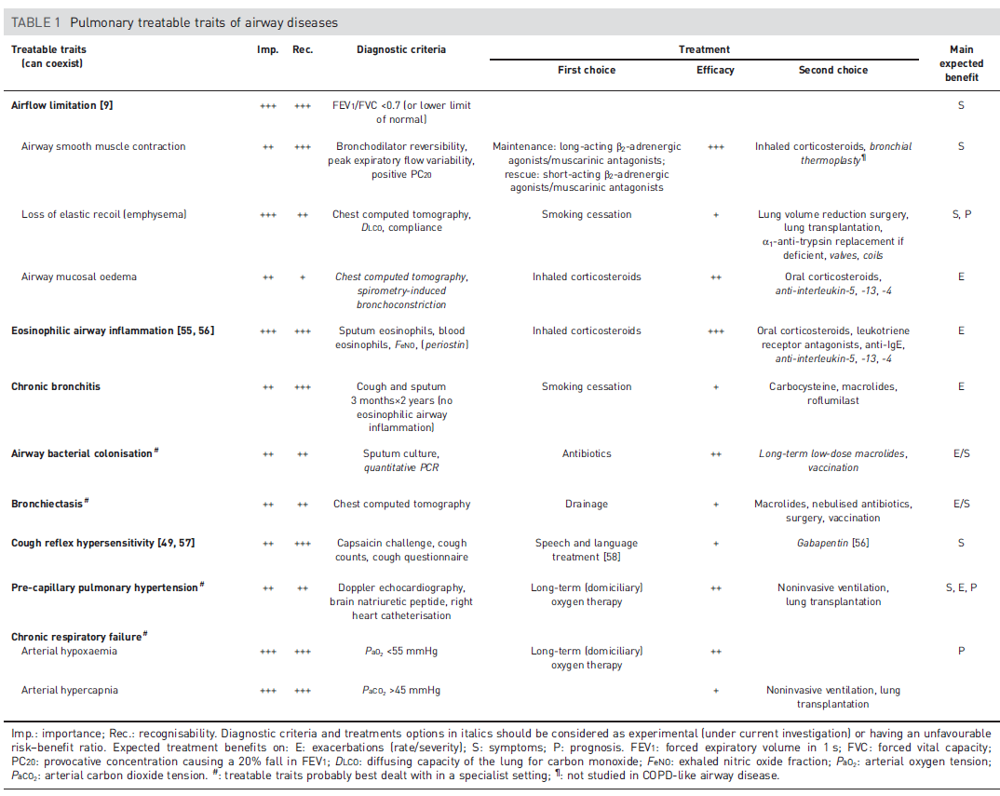 TABLE 1 Pulmonary treatable traits of airway diseases
Treatable traits
(can coexist)
Imp.
Rec.
Diagnostic criteria
Treatment
Main
expected
benefit
First choice
Efficacy
Second choice
Airflow limitation [9]
+++
+++
FEV1/FVC <0.7 (or lower limit
of normal)
S
Airway smooth muscle contraction
++
+++
Bronchodilator reversibility,
peak expiratory flow variability,
positive PC20
Maintenance: long-acting β2-adrenergic
agonists/muscarinic antagonists;
rescue: short-acting β2-adrenergic
agonists/muscarinic antagonists
+++
Inhaled corticosteroids, bronchial
thermoplasty¶
S
Loss of elastic recoil (emphysema)
+++
++
Chest computed tomography,
DLCO, compliance
Smoking cessation
+
Lung volume reduction surgery,
lung transplantation,
α1-anti-trypsin replacement if
deficient, valves, coils
S, P
Airway mucosal oedema
++
+
Chest computed tomography,
spirometry-induced
bronchoconstriction
Inhaled corticosteroids
++
Oral corticosteroids,
anti-interleukin-5, -13, -4
E
Eosinophilic airway inflammation [55, 56]
+++
+++
Sputum eosinophils, blood
eosinophils, FeNO, (periostin)
Inhaled corticosteroids
+++
Oral corticosteroids, leukotriene
receptor antagonists, anti-IgE,
anti-interleukin-5, -13, -4
E
Chronic bronchitis
++
+++
Cough and sputum
3 months×2 years (no
eosinophilic airway
inflammation)
Smoking cessation
+
Carbocysteine, macrolides,
roflumilast
E
Airway bacterial colonisation#
++
++
Sputum culture,
quantitative PCR
Antibiotics
++
Long-term low-dose macrolides,
vaccination
E/S
Bronchiectasis#
++
++
Chest computed tomography
Drainage
+
Macrolides, nebulised antibiotics,
surgery, vaccination
E/S
Cough reflex hypersensitivity [49, 57]
++
+++
Capsaicin challenge, cough
counts, cough questionnaire
Speech and language
treatment [58]
+
Gabapentin [56]
S
Pre-capillary pulmonary hypertension#
++
++
Doppler echocardiography,
brain natriuretic peptide, right
heart catheterisation
Long-term (domiciliary)
oxygen therapy
++
Noninvasive ventilation,
lung transplantation
S, E, P
Chronic respiratory failure#
Arterial hypoxaemia
+++
+++
PaO2 <55 mmHg
Long-term (domiciliary)
oxygen therapy
++
P
Arterial hypercapnia
+++
+++
PaCO2 >45 mmHg
+
Noninvasive ventilation, lung
transplantation
Imp.: importance; Rec.: recognisability. Diagnostic criteria and treatments options in italics should be considered as experimental (under current investigation) or having an unfavourable
risk–benefit ratio. Expected treatment benefits on: E: exacerbations (rate/severity); S: symptoms; P: prognosis. FEV1: forced expiratory volume in 1 s; FVC: forced vital capacity;
PC20: provocative concentration causing a 20% fall in FEV1; DLCO: diffusing capacity of the lung for carbon monoxide; FeNO: exhaled nitric oxide fraction; PaO2: arterial oxygen tension;
PaCO2: arterial carbon dioxide tension. #: treatable traits probably best dealt with in a specialist setting; ¶: not studied in COPD-like airway disease.